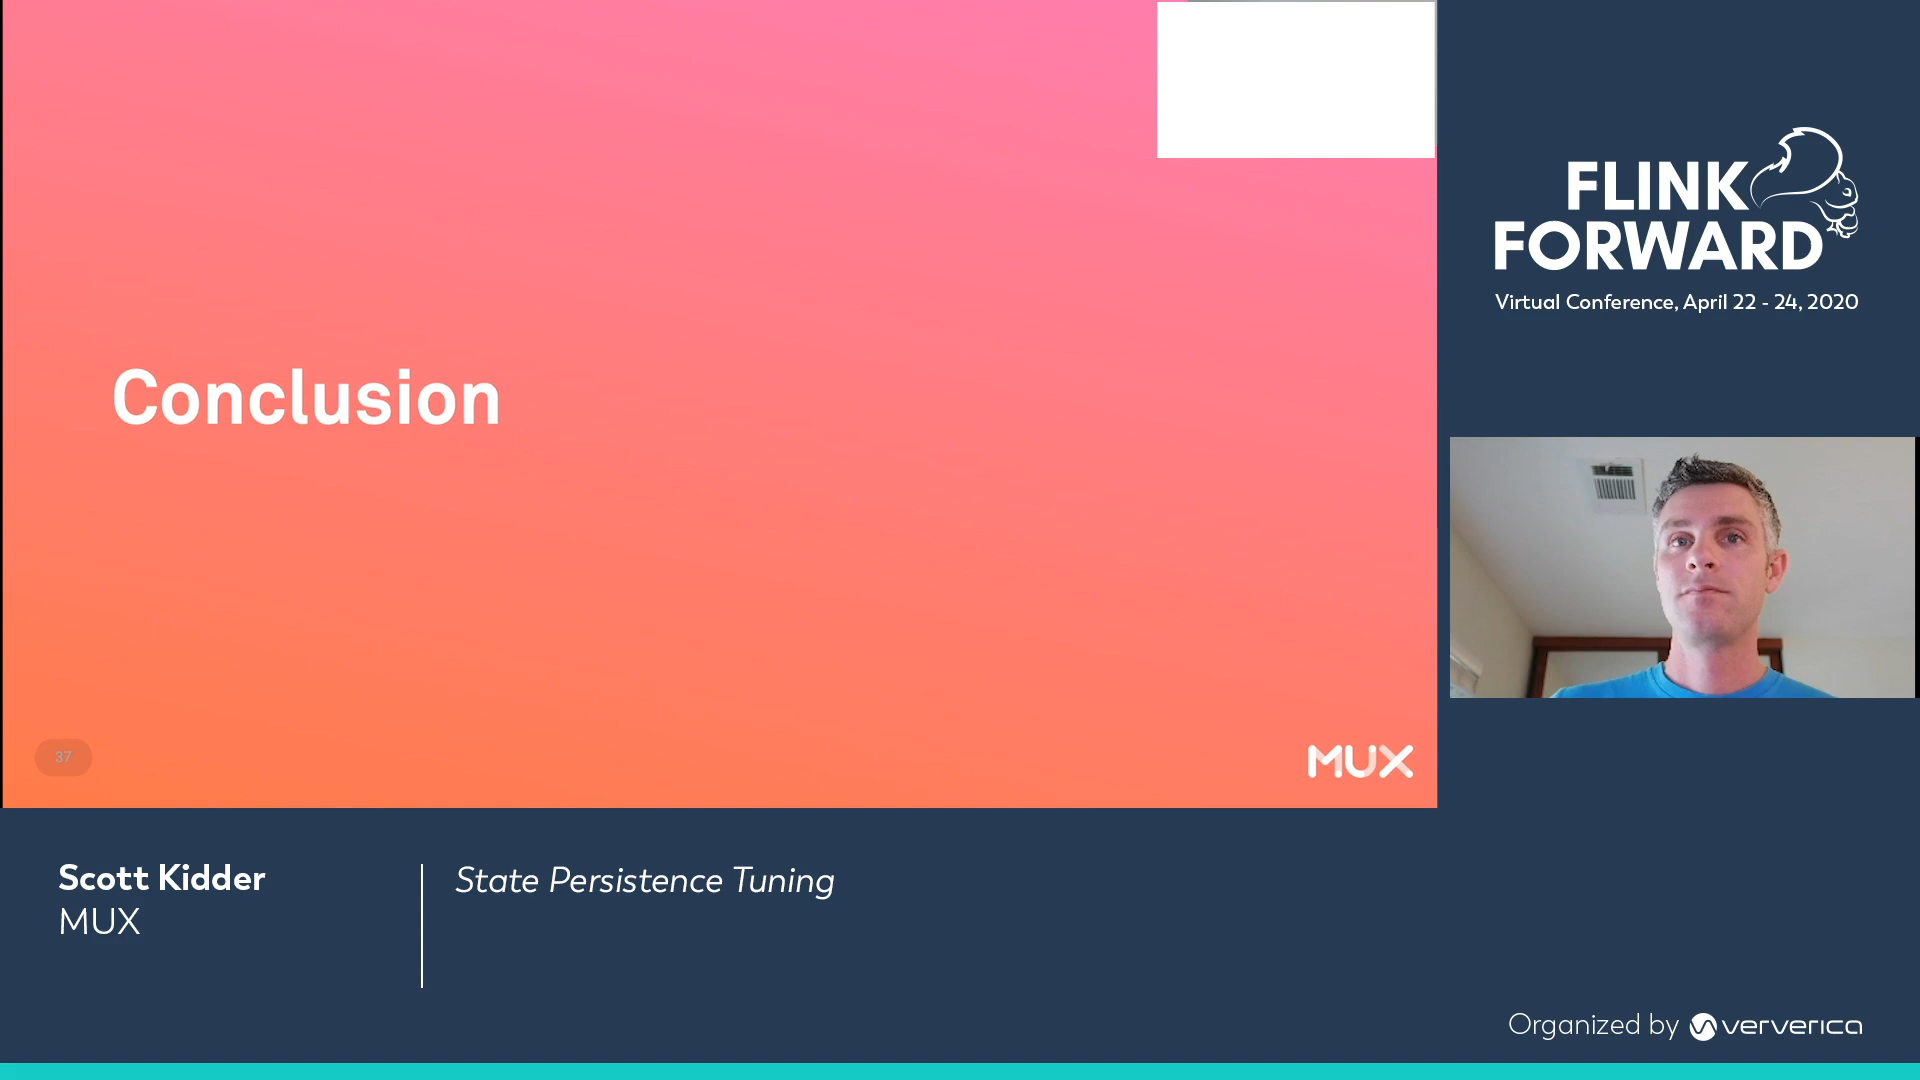 Conclusion
37
MUX
FLINK
FORWARD
Virtual Conference, April 22 - 24, 2020
Scott Kidder
MUX
State Persistence Tuning
Organized by ververica